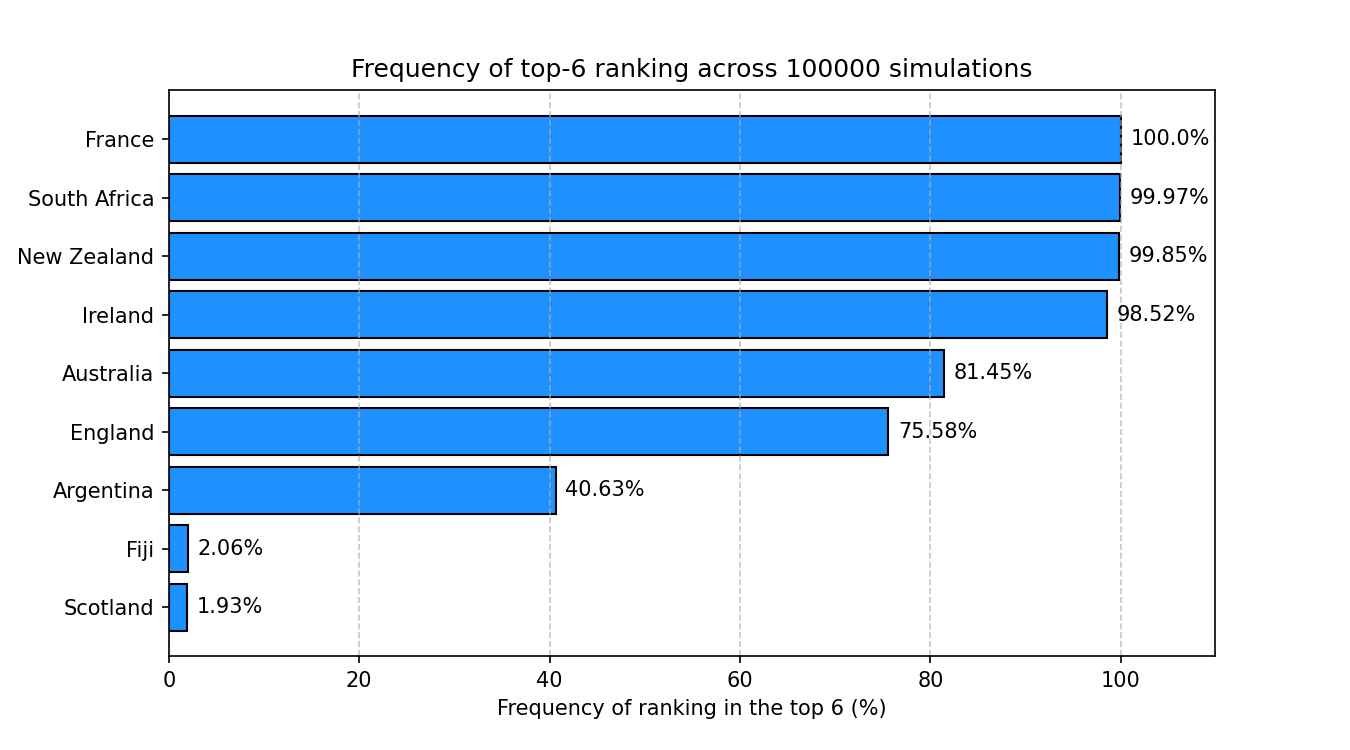 Frequency of top-6 ranking across 100000 simulations
France 100.0%
South Africa 99.97%
New Zealand 99.85%
Ireland 98.52%
Australia 81.45%
England 75.58%
Argentina 40.63%
Fiji 2.06%
Scotland 1.93%
0 20 40 60 80 100
Frequency of ranking in the top 6 (%)